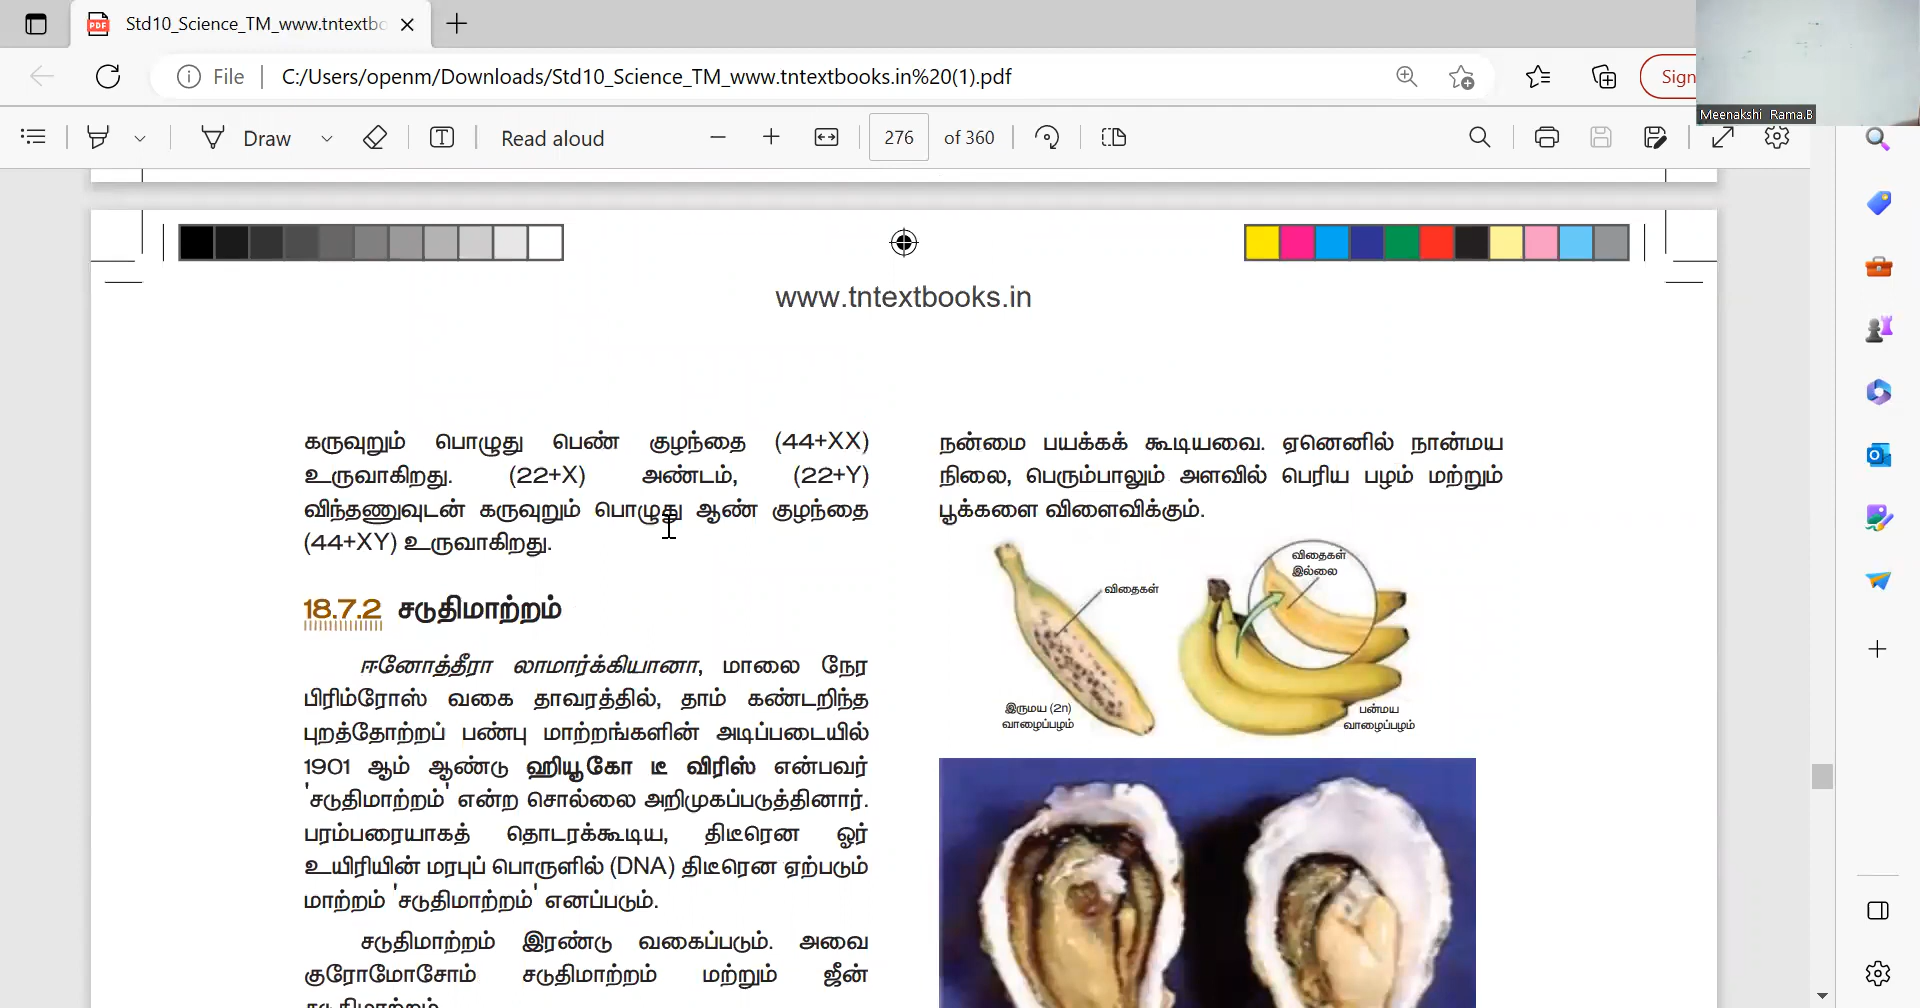 Std10_Science_TM_www.tntextbo
File
C:/Users/openm/Downloads/Std10_Science_TM_www.tntextbooks.in%20(1).pdf
Sign
Meenakshi Rama.B
Draw
Read aloud
276 of 360
www.tntextbooks.in
கருவுறும் பொழுது பெண் குழந்தை (44+XX)
உருவாகிறது. (22+X) அண்டம், (22+Y)
விந்தணுவுடன் கருவுறும் பொழுது ஆண் குழந்தை
(44+XY) உருவாகிறது.
18.7.2 சடுதிமாற்றம்
ஈனோத்தீரா லாமார்க்கியானா, மாலை நேர
பிரிம்ரோஸ் வகை தாவரத்தில், தாம் கண்டறிந்த
புறத்தோற்றப் பண்பு மாற்றங்களின் அடிப்படையில்
1901 ஆம் ஆண்டு ஹியூகோ டீ விரிஸ் என்பவர்
'சடுதிமாற்றம்' என்ற சொல்லை அறிமுகப்படுத்தினார்.
பரம்பரையாகத் தொடரக்கூடிய, திடீரென ஓர்
உயிரியின் மரபுப் பொருளில் (DNA) திடீரென ஏற்படும்
மாற்றம் 'சடுதிமாற்றம்' எனப்படும்.
சடுதிமாற்றம் இரண்டு வகைப்படும். அவை
குரோமோசோம் சடுதிமாற்றம் மற்றும் ஜீன்
நன்மை பயக்கக் கூடியவை. ஏனெனில் நான்மய
நிலை, பெரும்பாலும் அளவில் பெரிய பழம் மற்றும்
பூக்களை விளைவிக்கும்.
விதைகள்
விதைகள்
இல்லை
இருமய (2n)
வாழைப்பழம்
பன்மய
வாழைப்பழம்